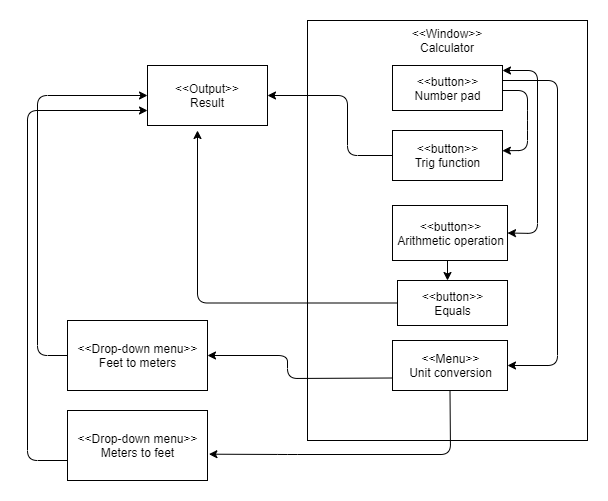 <<Window>>
Calculator
<<Output>>
Result
<<button>>
Number pad
<<button>>
Trig function
<<button>>
Arithmetic operation
<<button>>
Equals
<<Drop-down menu>>
Feet to meters
<<Menu>>
Unit conversion
<<Drop-down menu>>
Meters to feet